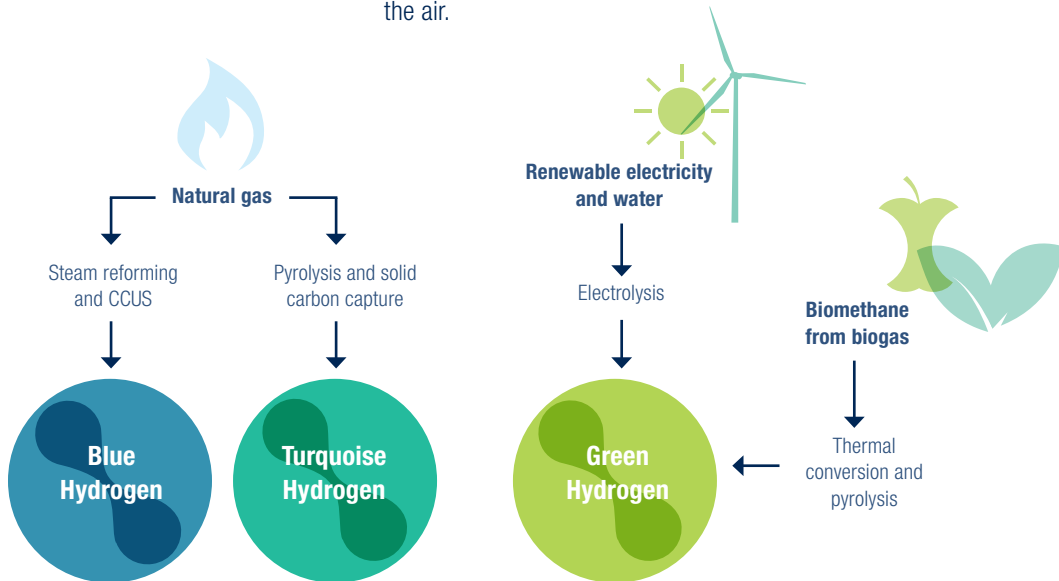 the air.
Natural gas
Steam reforming
and CCUS
Pyrolysis and solid
carbon capture
Blue
Hydrogen
Turquoise
Hydrogen
Renewable electricity
and water
Electrolysis
Green
Hydrogen
Biomethane
from biogas
Thermal
conversion and
pyrolysis